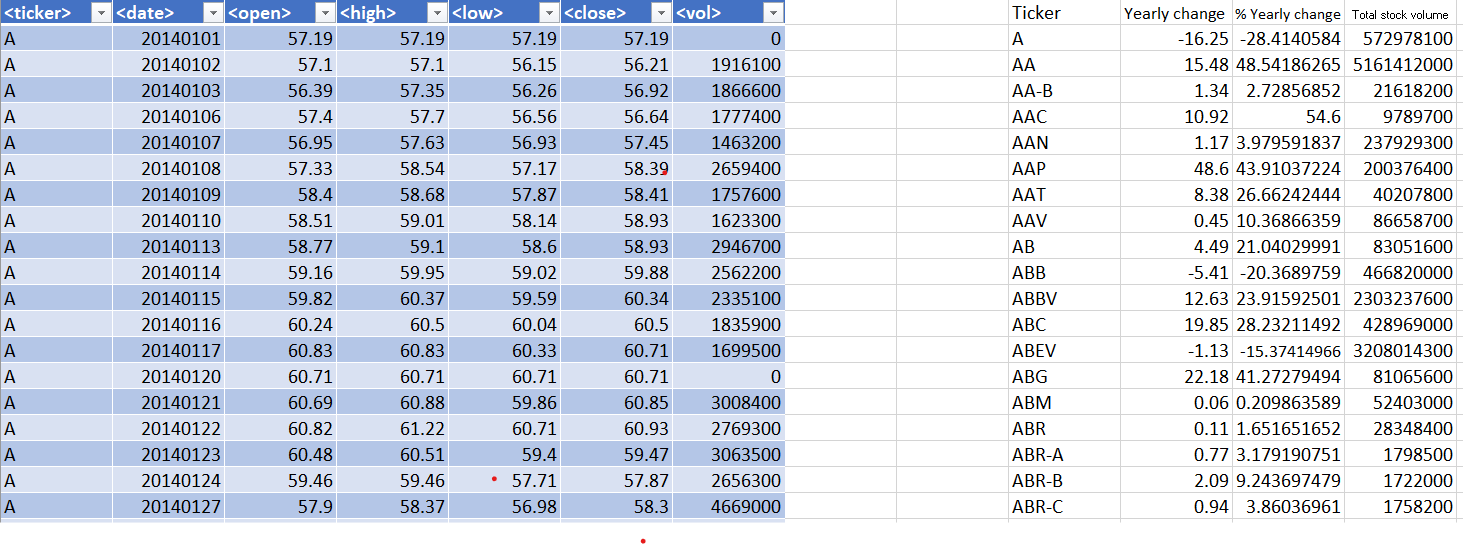 <ticker> <date> <open> <high> <low> <close> <vol> Ticker Yearly change % Yearly change Total stock volume
A 20140101 57.19 57.19 57.19 57.19 0 A -16.25 -28.4140584 572978100
A 20140102 57.1 57.1 56.15 56.21 1916100 AA 15.48 48.54186265 5161412000
A 20140103 56.39 57.35 56.26 56.92 1866600 AA-B 1.34 2.72856852 21618200
A 20140106 57.4 57.7 56.56 56.64 1777400 AAC 10.92 54.6 9789700
A 20140107 56.95 57.63 56.93 57.45 1463200 AAN 1.17 3.979591837 237929300
A 20140108 57.33 58.54 57.17 58.39 2659400 AAP 48.6 43.91037224 200376400
A 20140109 58.4 58.68 57.87 58.41 1757600 AAT 8.38 26.66242444 40207800
A 20140110 58.51 59.01 58.14 58.93 1623300 AAV 0.45 10.36866359 86658700
A 20140113 58.77 59.1 58.6 58.93 2946700 AB 4.49 21.04029991 83051600
A 20140114 59.16 59.95 59.02 59.88 2562200 ABB -5.41 -20.3689759 466820000
A 20140115 59.82 60.37 59.59 60.34 2335100 ABBV 12.63 23.91592501 2303237600
A 20140116 60.24 60.5 60.04 60.5 1835900 ABC 19.85 28.23211492 428969000
A 20140117 60.83 60.83 60.33 60.71 1699500 ABEV -1.13 -15.37414966 3208014300
A 20140120 60.71 60.71 60.71 60.71 0 ABG 22.18 41.27279494 81065600
A 20140121 60.69 60.88 59.86 60.85 3008400 ABM 0.06 0.209863589 52403000
A 20140122 60.82 61.22 60.71 60.93 2769300 ABR 0.11 1.651651652 28348400
A 20140123 60.48 60.51 59.4 59.47 3063500 ABR-A 0.77 3.179190751 1798500
A 20140124 59.46 59.46 57.71 57.87 2656300 ABR-B 2.09 9.243697479 1722000
A 20140127 57.9 58.37 56.98 58.3 4669000 ABR-C 0.94 3.86036961 1758200